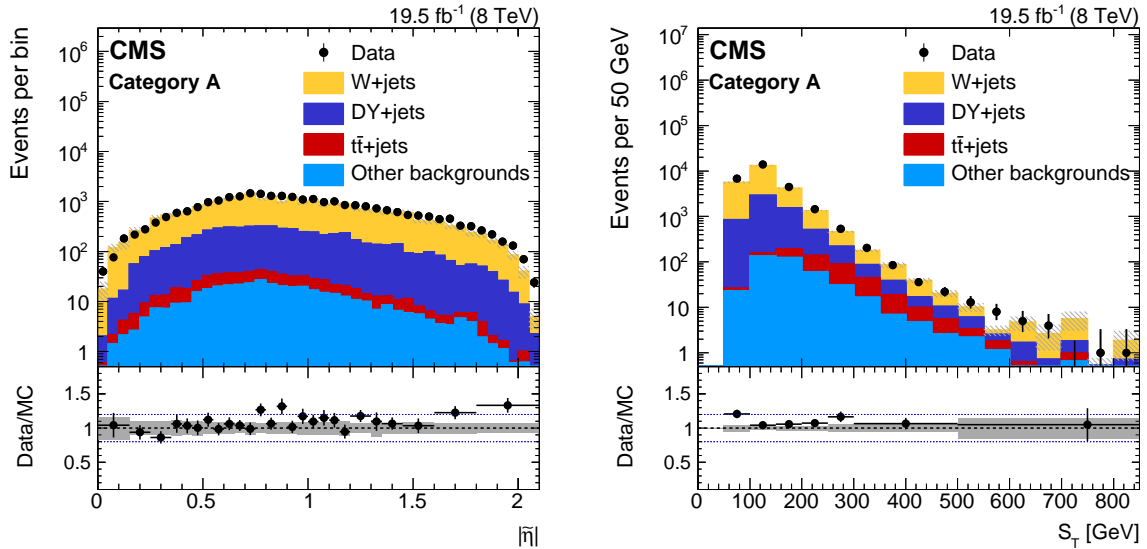 19.5 fb⁻¹ (8 TeV)
CMS
Category A
Data
W+jets
DY+jets
tt̄+jets
Other backgrounds
Events per bin
10⁶
10⁵
10⁴
10³
10²
10
1
Data/MC
1.5
1
0.5
0 0.5 1 1.5 2
|η̃|
19.5 fb⁻¹ (8 TeV)
CMS
Category A
Data
W+jets
DY+jets
tt̄+jets
Other backgrounds
Events per 50 GeV
10⁷
10⁶
10⁵
10⁴
10³
10²
10
1
Data/MC
1.5
1
0.5
0 100 200 300 400 500 600 700 800
S_T [GeV]